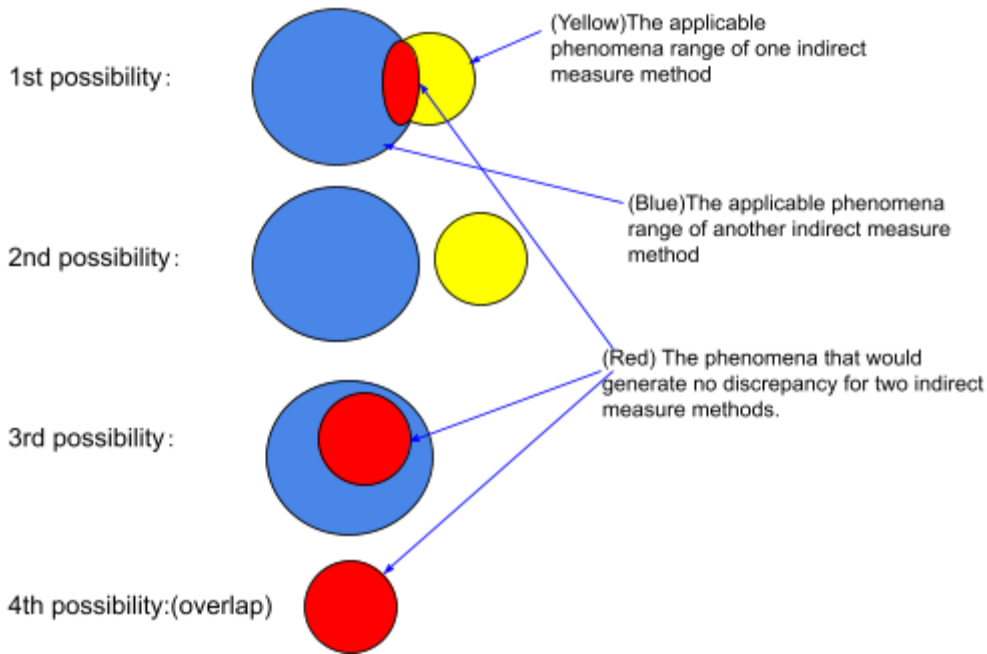 (Yellow)The applicable
phenomena range of one indirect
measure method
1st possibility:
(Blue)The applicable phenomena
range of another indirect measure
method
2nd possibility:
(Red) The phenomena that would
generate no discrepancy for two indirect
measure methods.
3rd possibility:
4th possibility:(overlap)